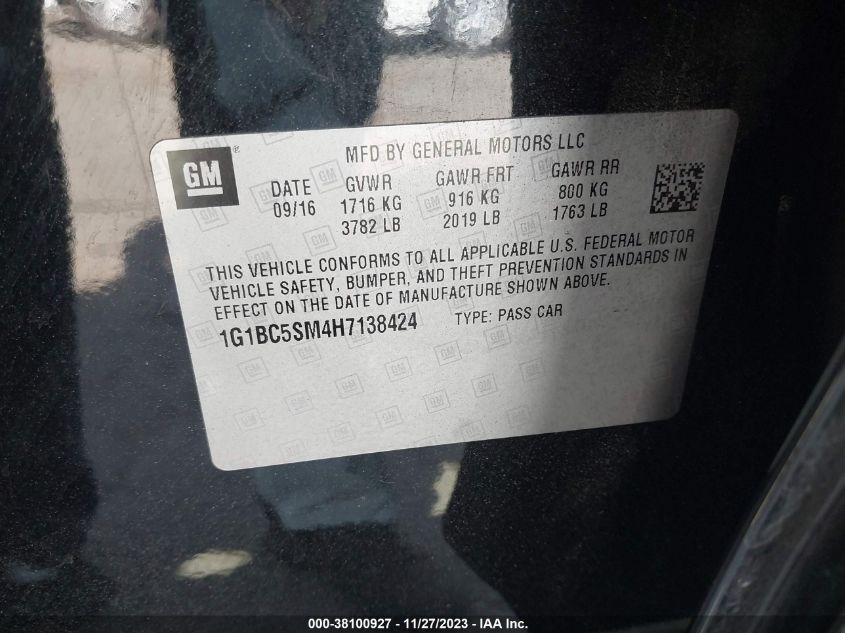 GM ®
MFD BY GENERAL MOTORS LLC
DATE GVWR GAWR FRT GAWR RR
09/16 1716 KG 916 KG 800 KG
3782 LB 2019 LB 1763 LB
THIS VEHICLE CONFORMS TO ALL APPLICABLE U.S. FEDERAL MOTOR
VEHICLE SAFETY, BUMPER, AND THEFT PREVENTION STANDARDS IN
EFFECT ON THE DATE OF MANUFACTURE SHOWN ABOVE.
1G1BC5SM4H7138424 TYPE: PASS CAR
000-38100927 - 11/27/2023 - IAA Inc.